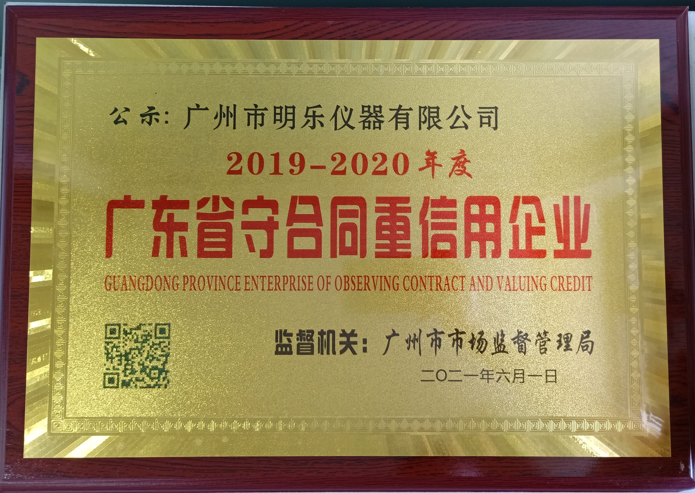 公示：广州市明乐仪器有限公司
2019-2020年度
广东省守合同重信用企业
GUANGDONG PROVINCE ENTERPRISE OF OBSERVING CONTRACT AND VALUING CREDIT
监督机关：广州市市场监督管理局
二〇二一年六月一日